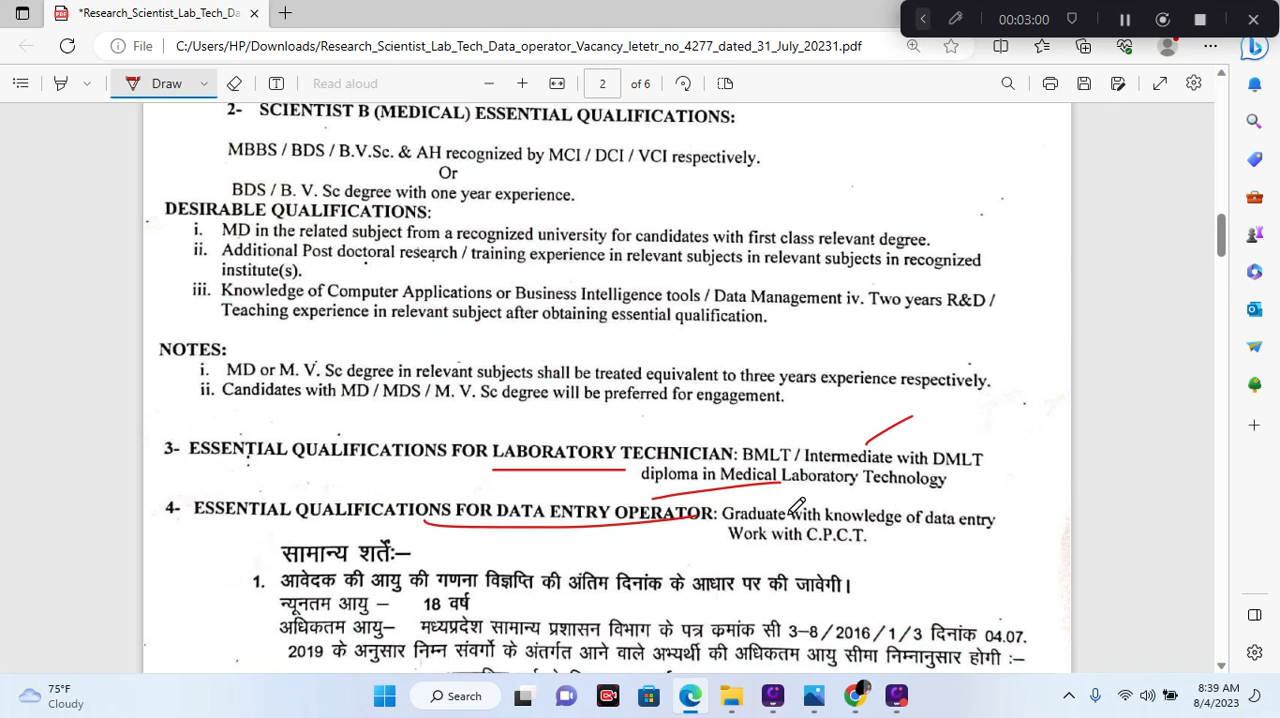 *Research_Scientist_Lab_Tech_Da
00:03:00
File
C:/Users/HP/Downloads/Research_Scientist_Lab_Tech_Data_operator_Vacancy_letetr_no_4277_dated_31_July_20231.pdf
Draw
Read aloud
2 of 6
2- SCIENTIST B (MEDICAL) ESSENTIAL QUALIFICATIONS:
MBBS / BDS / B.V.Sc. & AH recognized by MCI / DCI / VCI respectively.
Or
BDS / B. V. Sc degree with one year experience.
DESIRABLE QUALIFICATIONS:
i. MD in the related subject from a recognized university for candidates with first class relevant degree.
ii. Additional Post doctoral research / training experience in relevant subjects in relevant subjects in recognized
institute(s).
iii. Knowledge of Computer Applications or Business Intelligence tools / Data Management iv. Two years R&D /
Teaching experience in relevant subject after obtaining essential qualification.
NOTES:
i. MD or M. V. Sc degree in relevant subjects shall be treated equivalent to three years experience respectively.
ii. Candidates with MD / MDS / M. V. Sc degree will be preferred for engagement.
3- ESSENTIAL QUALIFICATIONS FOR LABORATORY TECHNICIAN: BMLT / Intermediate with DMLT
diploma in Medical Laboratory Technology
4- ESSENTIAL QUALIFICATIONS FOR DATA ENTRY OPERATOR: Graduate with knowledge of data entry
Work with C.P.C.T.
सामान्य शर्तें:–
1. आवेदक की आयु की गणना विज्ञप्ति की अंतिम दिनांक के आधार पर की जावेगी।
न्यूनतम आयु – 18 वर्ष
अधिकतम आयु– मध्यप्रदेश सामान्य प्रशासन विभाग के पत्र कमांक सी 3–8/2016/1/3 दिनांक 04.07.
2019 के अनुसार निम्न संवर्गो के अंतर्गत आने वाले अभ्यर्थी की अधिकतम आयु सीमा निम्नानुसार होगी :–
75°F
Cloudy
Search
8:39 AM
8/4/2023